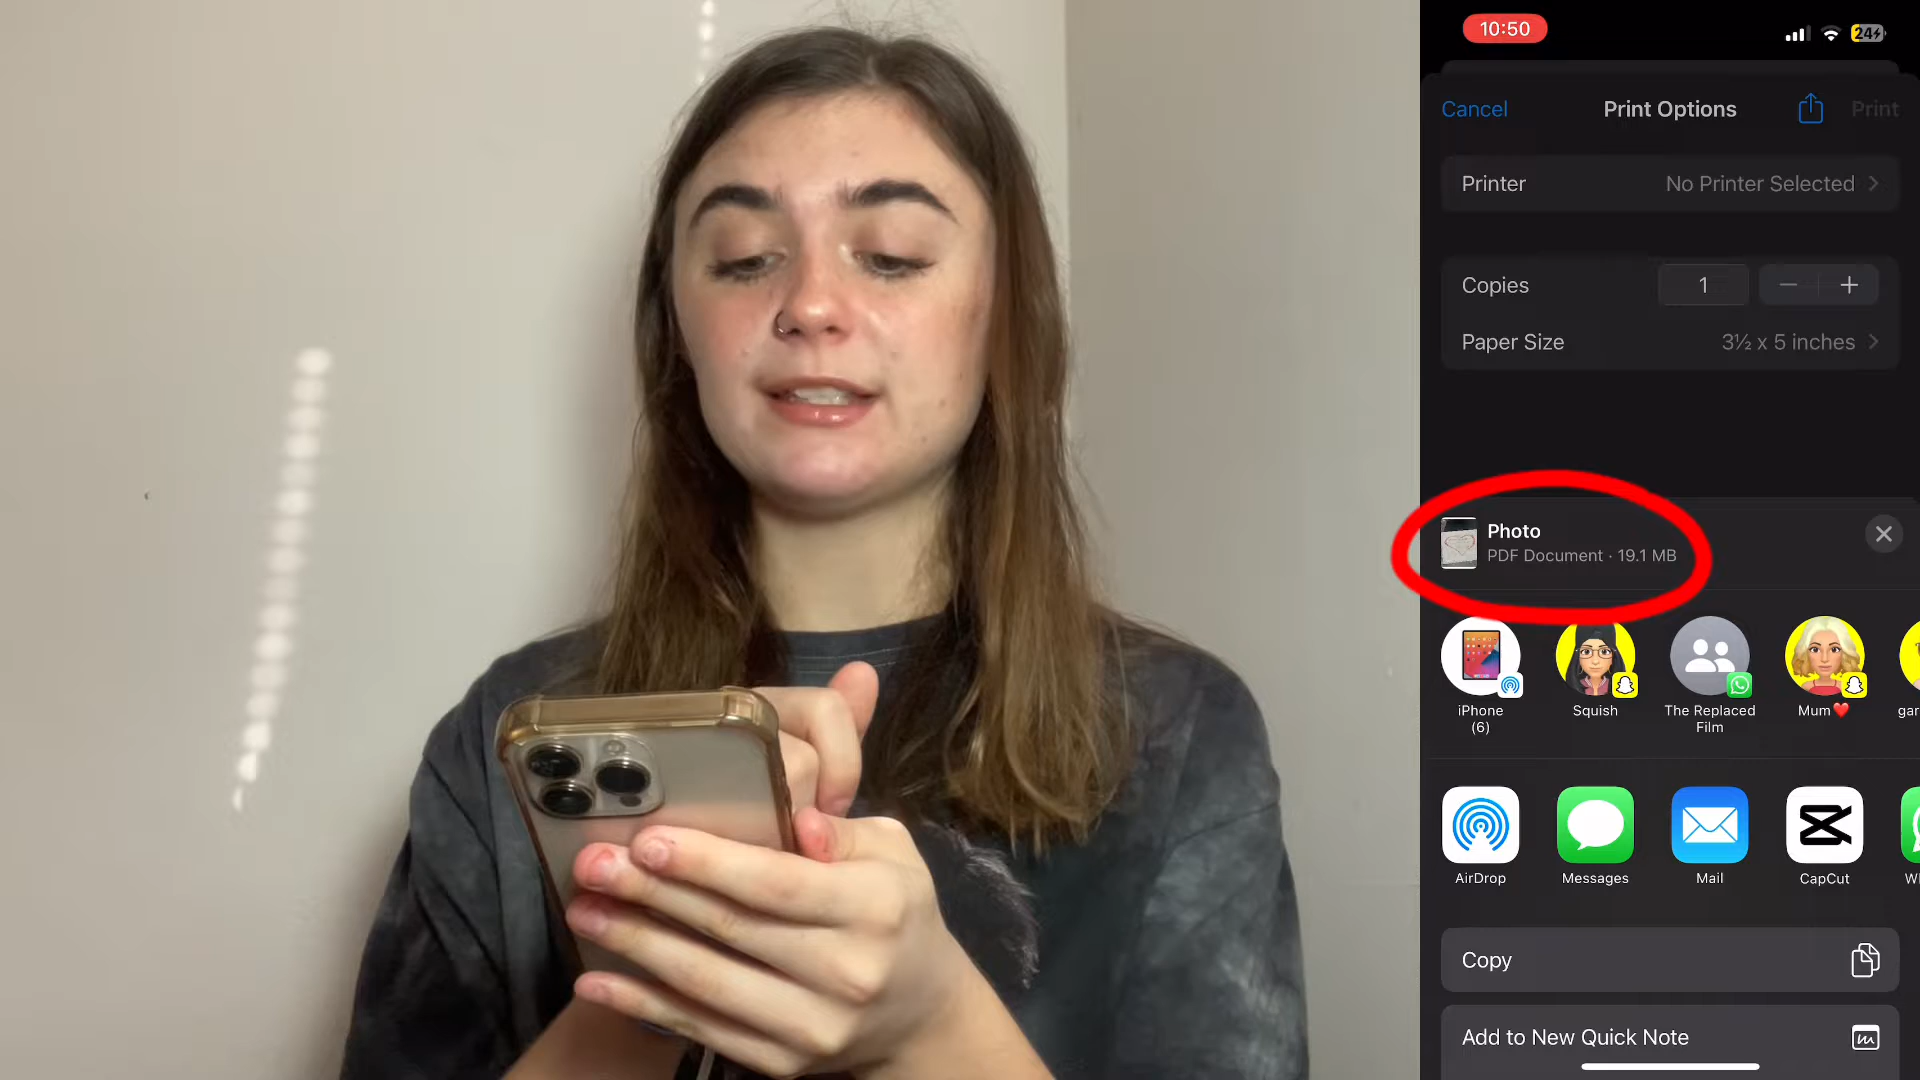 10:50
24
Cancel
Print Options
Print
Printer
No Printer Selected
Copies
1
Paper Size
3½ x 5 inches
Photo
PDF Document · 19.1 MB
iPhone
(6)
Squish
The Replaced
Film
Mum❤️
gar
AirDrop
Messages
Mail
CapCut
Copy
Add to New Quick Note